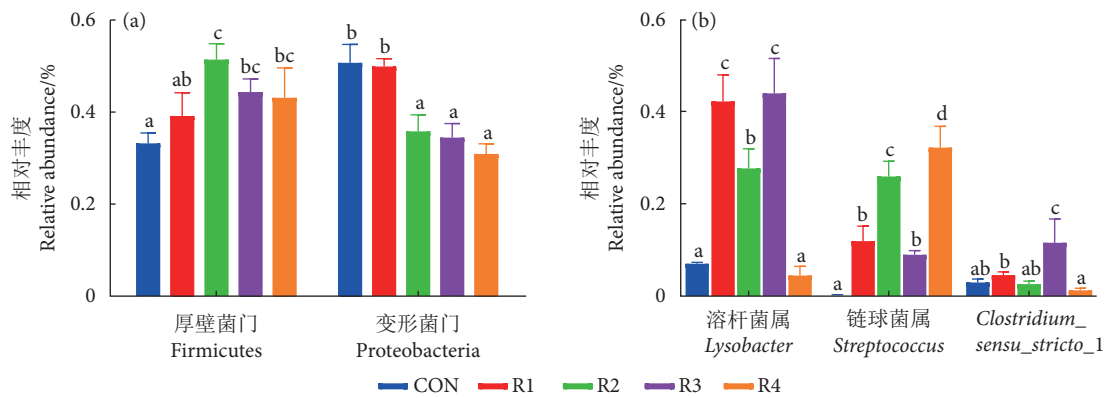 (a)
相对丰度
Relative abundance/%
0.6
0.4
0.2
0
a
ab
c
bc
bc
b
b
a
a
a
厚壁菌门
Firmicutes
变形菌门
Proteobacteria
(b)
相对丰度
Relative abundance/%
0.6
0.4
0.2
0
a
c
b
c
a
a
b
c
b
d
ab
b
ab
c
a
溶杆菌属
Lysobacter
链球菌属
Streptococcus
Clostridium_
sensu_stricto_1
CON R1 R2 R3 R4